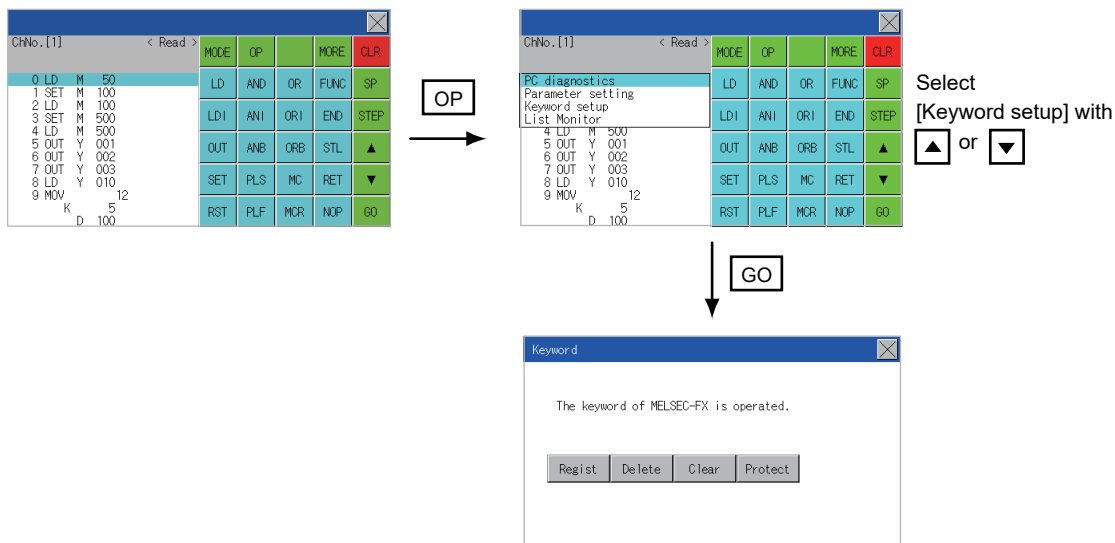 ChNo.[1] < Read >
MODE OP MORE CLR
LD AND OR FUNC SP
LDI ANI ORI END STEP
OUT ANB ORB STL ▲
SET PLS MC RET ▼
RST PLF MCR NOP GO
0 LD M 50
1 SET M 100
2 LD M 100
3 SET M 500
4 LD M 500
5 OUT Y 001
6 OUT Y 002
7 OUT Y 003
8 LD Y 010
9 MOV 12
K 5
D 100
OP
ChNo.[1] < Read >
MODE OP MORE CLR
LD AND OR FUNC SP
LDI ANI ORI END STEP
OUT ANB ORB STL ▲
SET PLS MC RET ▼
RST PLF MCR NOP GO
PC diagnostics
Parameter setting
Keyword setup
List Monitor
4 LD M 500
5 OUT Y 001
6 OUT Y 002
7 OUT Y 003
8 LD Y 010
9 MOV 12
K 5
D 100
Select
[Keyword setup] with
▲ or ▼
GO
Keyword
The keyword of MELSEC-FX is operated.
Regist Delete Clear Protect